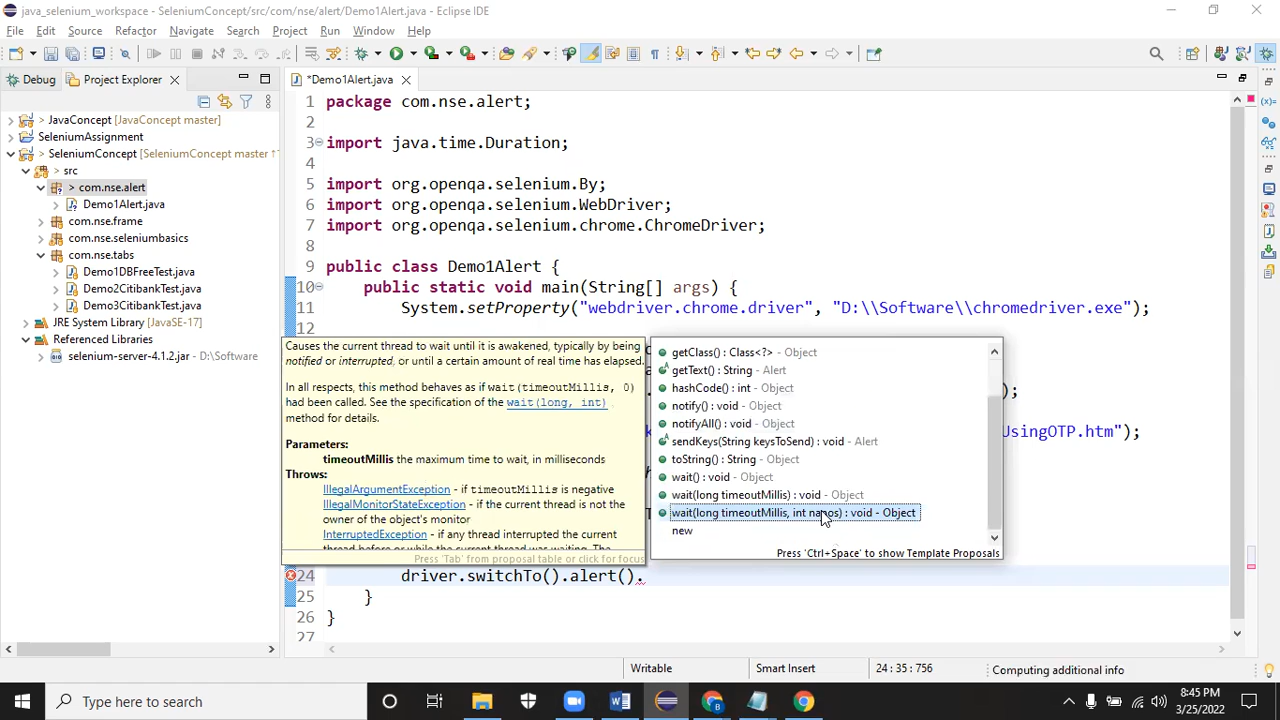 java_selenium_workspace - SeleniumConcept/src/com/nse/alert/Demo1Alert.java - Eclipse IDE
File Edit Source Refactor Navigate Search Project Run Window Help
Debug Project Explorer
*Demo1Alert.java
> JavaConcept [JavaConcept master]
SeleniumAssignment
> SeleniumConcept [SeleniumConcept master ↑
> src
> com.nse.alert
Demo1Alert.java
com.nse.frame
com.nse.seleniumbasics
com.nse.tabs
Demo1DBFreeTest.java
Demo2CitibankTest.java
Demo3CitibankTest.java
JRE System Library [JavaSE-17]
Referenced Libraries
selenium-server-4.1.2.jar - D:\Software
1 package com.nse.alert;
2
3 import java.time.Duration;
4
5 import org.openqa.selenium.By;
6 import org.openqa.selenium.WebDriver;
7 import org.openqa.selenium.chrome.ChromeDriver;
8
9 public class Demo1Alert {
10 public static void main(String[] args) {
11 System.setProperty("webdriver.chrome.driver", "D:\\Software\\chromedriver.exe");
12
);
UsingOTP.htm");
Causes the current thread to wait until it is awakened, typically by being
notified or interrupted, or until a certain amount of real time has elapsed.
In all respects, this method behaves as if wait(timeoutMillis, 0)
had been called. See the specification of the wait(long, int)
method for details.
Parameters:
timeoutMillis the maximum time to wait, in milliseconds
Throws:
IllegalArgumentException - if timeoutMillis is negative
IllegalMonitorStateException - if the current thread is not the
owner of the object's monitor
InterruptedException - if any thread interrupted the current
thread before or while the current thread was waiting. The
Press 'Tab' from proposal table or click for focus
getClass() : Class<?> - Object
getText() : String - Alert
hashCode() : int - Object
notify() : void - Object
notifyAll() : void - Object
sendKeys(String keysToSend) : void - Alert
toString() : String - Object
wait() : void - Object
wait(long timeoutMillis) : void - Object
wait(long timeoutMillis, int nanos) : void - Object
new
Press 'Ctrl+Space' to show Template Proposals
24 driver.switchTo().alert().
25 }
26 }
27
Writable Smart Insert 24 : 35 : 756 Computing additional info
Type here to search
8:45 PM
3/25/2022